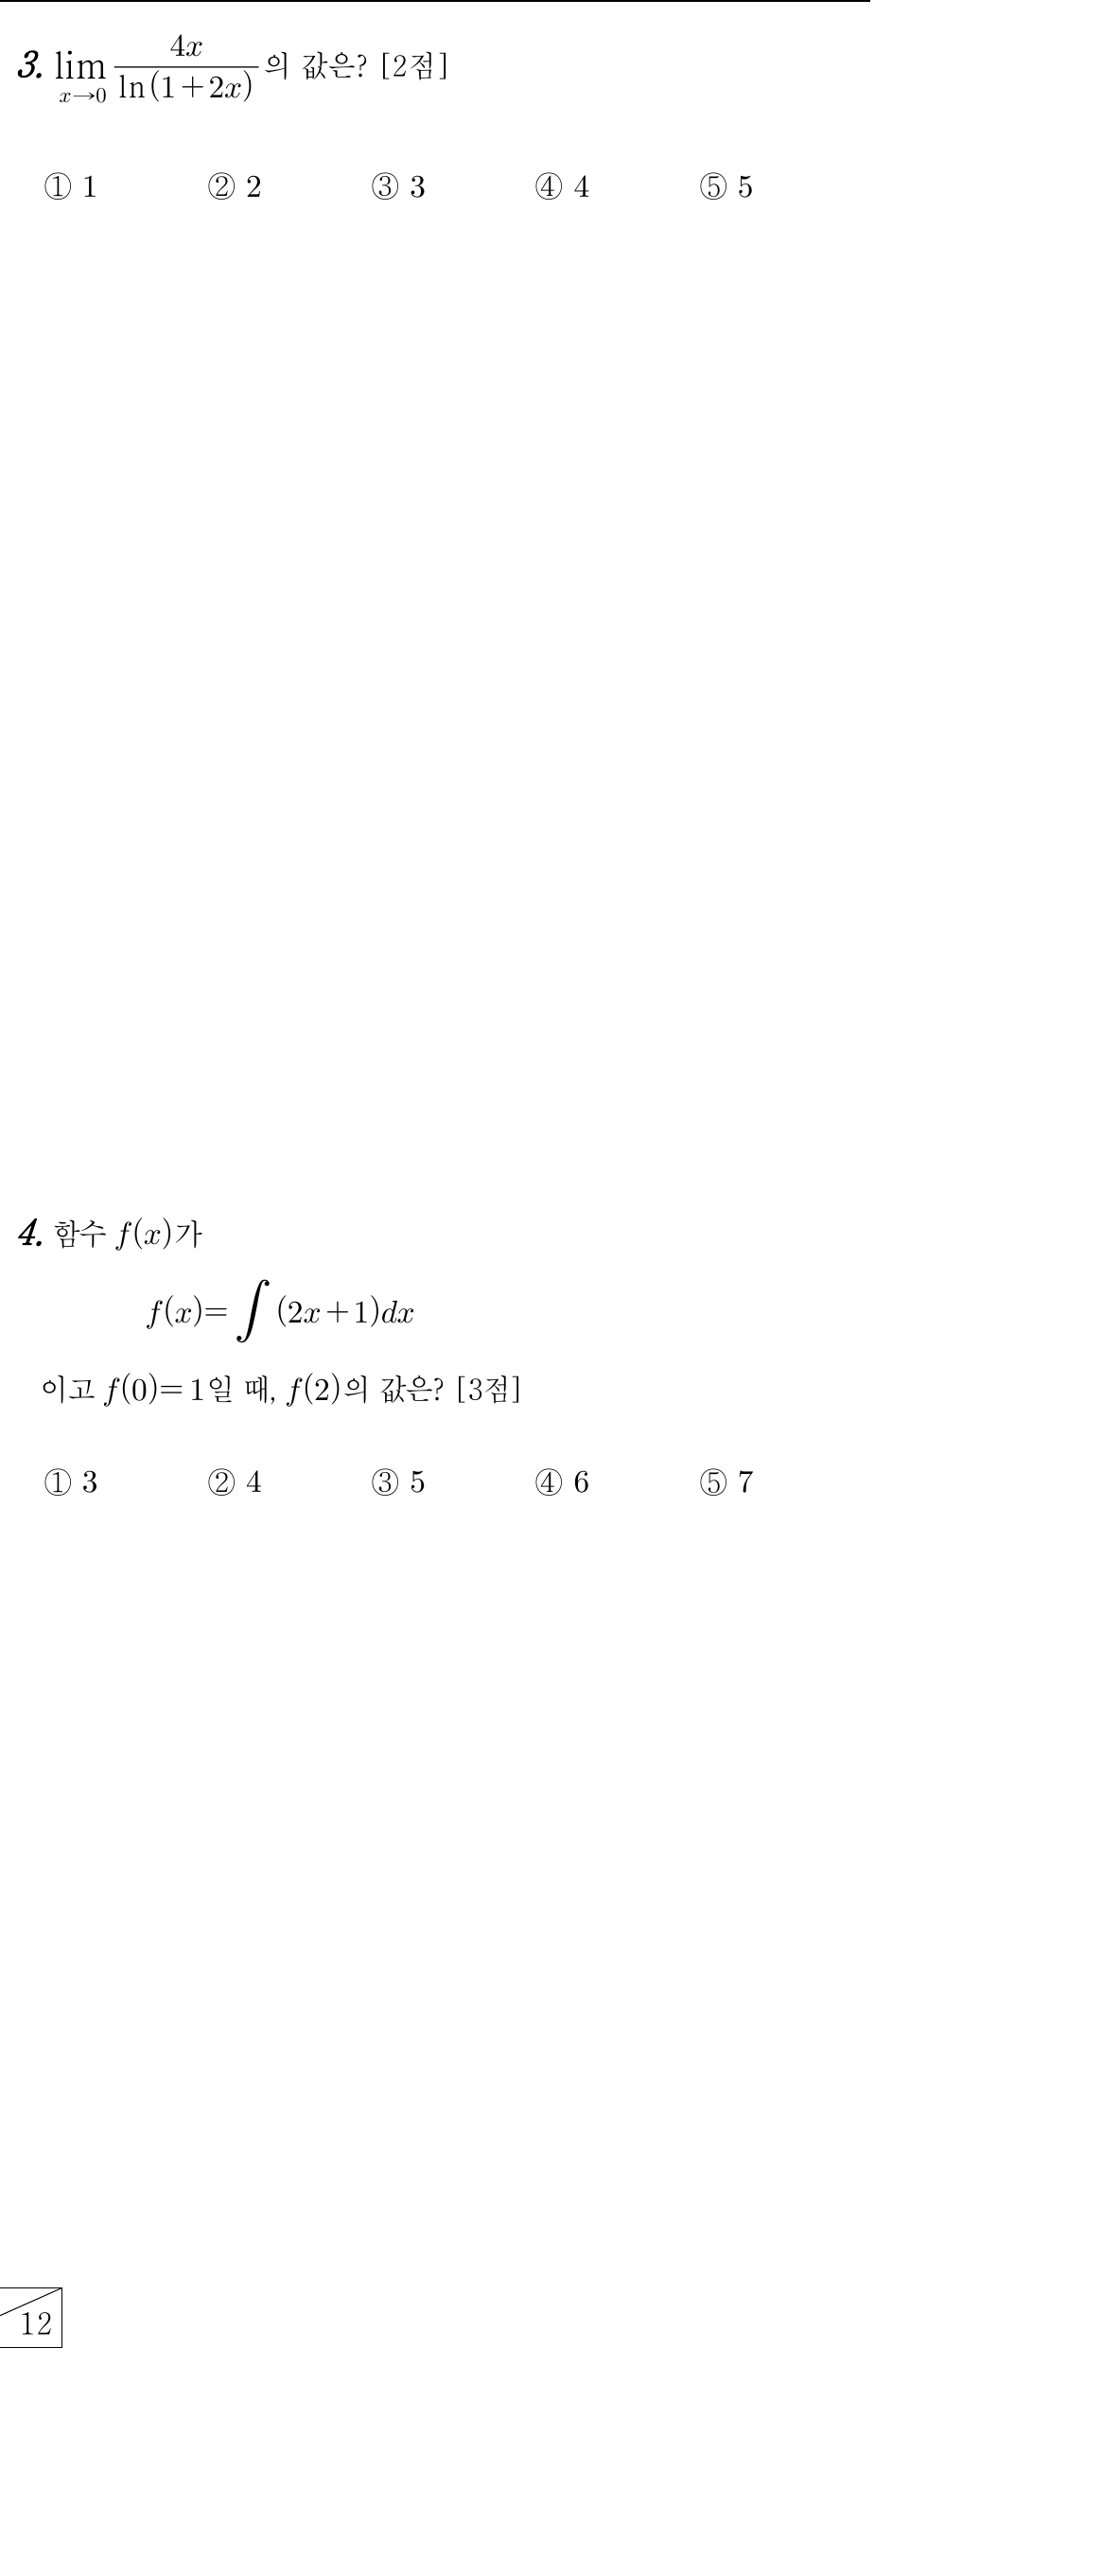 3. lim x→0 4x / ln(1+2x) 의 값은? [2점]
① 1 ② 2 ③ 3 ④ 4 ⑤ 5
4. 함수 f(x)가
f(x)= ∫ (2x+1)dx
이고 f(0)=1일 때, f(2)의 값은? [3점]
① 3 ② 4 ③ 5 ④ 6 ⑤ 7
12